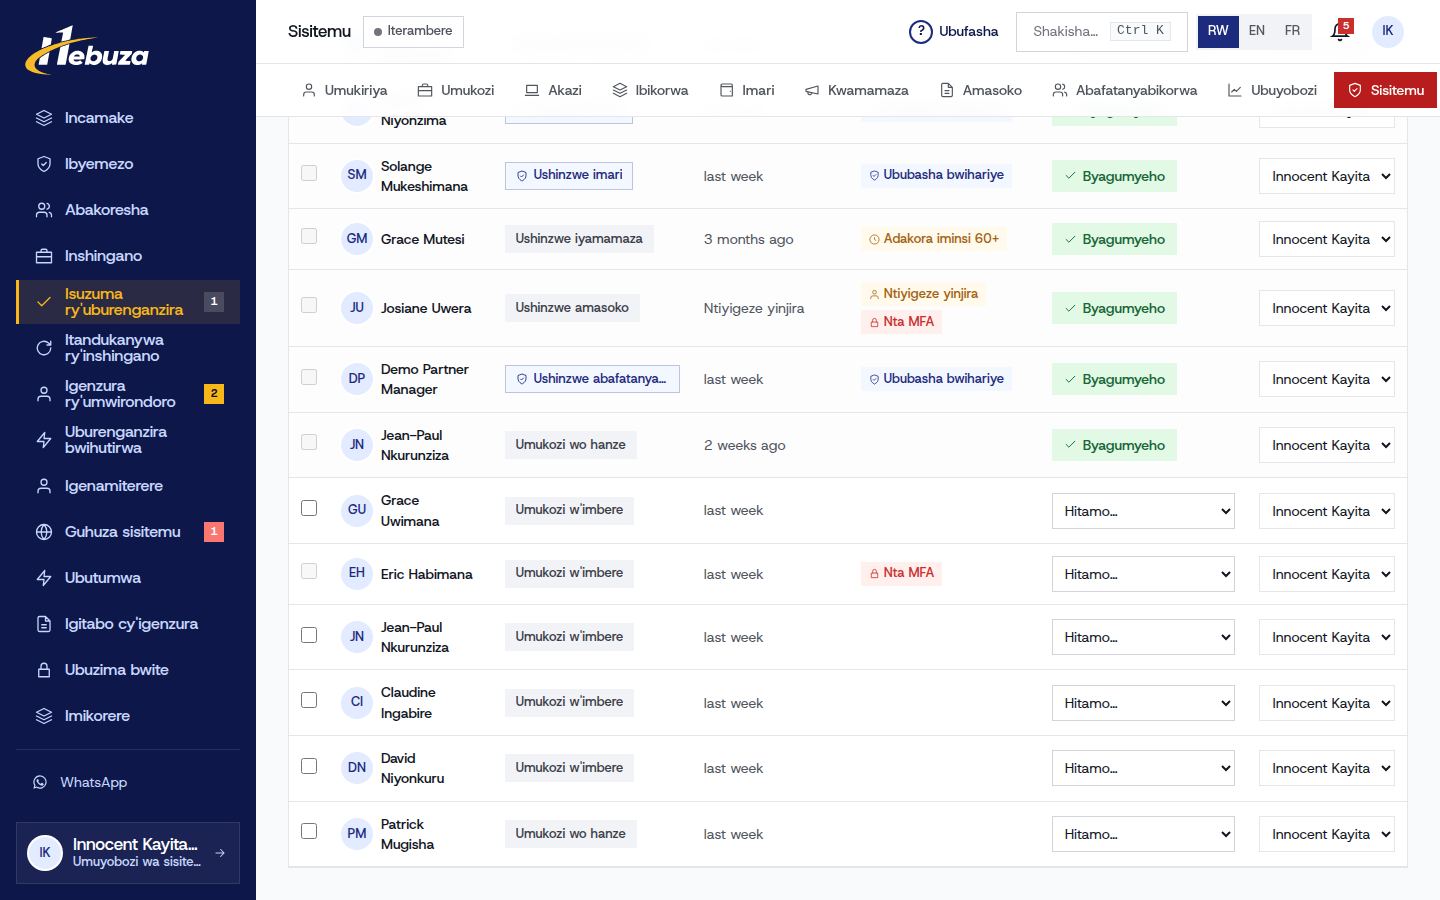 Hebuza
Incamake
Ibyemezo
Abakoresha
Inshingano
Isuzuma
ry'uburenganzira
1
Itandukanywa
ry'inshingano
Igenzura
ry'umwirondoro
2
Uburenganzira
bwihutirwa
Igenamiterere
Guhuza sisitemu
1
Ubutumwa
Igitabo cy'igenzura
Ubuzima bwite
Imikorere
WhatsApp
IK
Innocent Kayita...
Umuyobozi wa sisite...
Sisitemu
Iterambere
? Ubufasha
Shakisha... Ctrl K
RW EN FR
5
IK
Umukiriya Umukozi Akazi Ibikorwa Imari Kwamamaza Amasoko Abafatanyabikorwa Ubuyobozi Sisitemu
Niyonzima
SM Solange
Mukeshimana
Ushinzwe imari last week Ububasha bwihariye Byagumyeho Innocent Kayita
GM Grace Mutesi Ushinzwe iyamamaza 3 months ago Adakora iminsi 60+ Byagumyeho Innocent Kayita
JU Josiane Uwera Ushinzwe amasoko Ntiyigeze yinjira Ntiyigeze yinjira
Nta MFA
Byagumyeho Innocent Kayita
DP Demo Partner
Manager
Ushinzwe abafatanya... last week Ububasha bwihariye Byagumyeho Innocent Kayita
JN Jean-Paul
Nkurunziza
Umukozi wo hanze 2 weeks ago Byagumyeho Innocent Kayita
GU Grace
Uwimana
Umukozi w'imbere last week Hitamo... Innocent Kayita
EH Eric Habimana Umukozi w'imbere last week Nta MFA Hitamo... Innocent Kayita
JN Jean-Paul
Nkurunziza
Umukozi w'imbere last week Hitamo... Innocent Kayita
CI Claudine
Ingabire
Umukozi w'imbere last week Hitamo... Innocent Kayita
DN David
Niyonkuru
Umukozi w'imbere last week Hitamo... Innocent Kayita
PM Patrick
Mugisha
Umukozi wo hanze last week Hitamo... Innocent Kayita